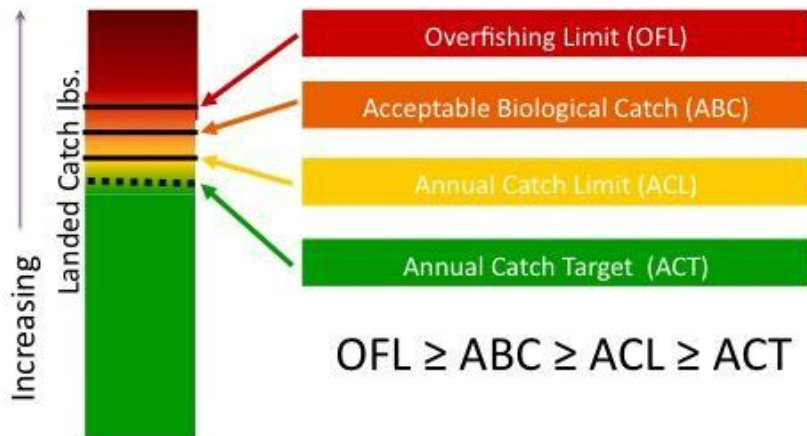 Increasing
Landed Catch lbs.
Overfishing Limit (OFL)
Acceptable Biological Catch (ABC)
Annual Catch Limit (ACL)
Annual Catch Target (ACT)
OFL ≥ ABC ≥ ACL ≥ ACT